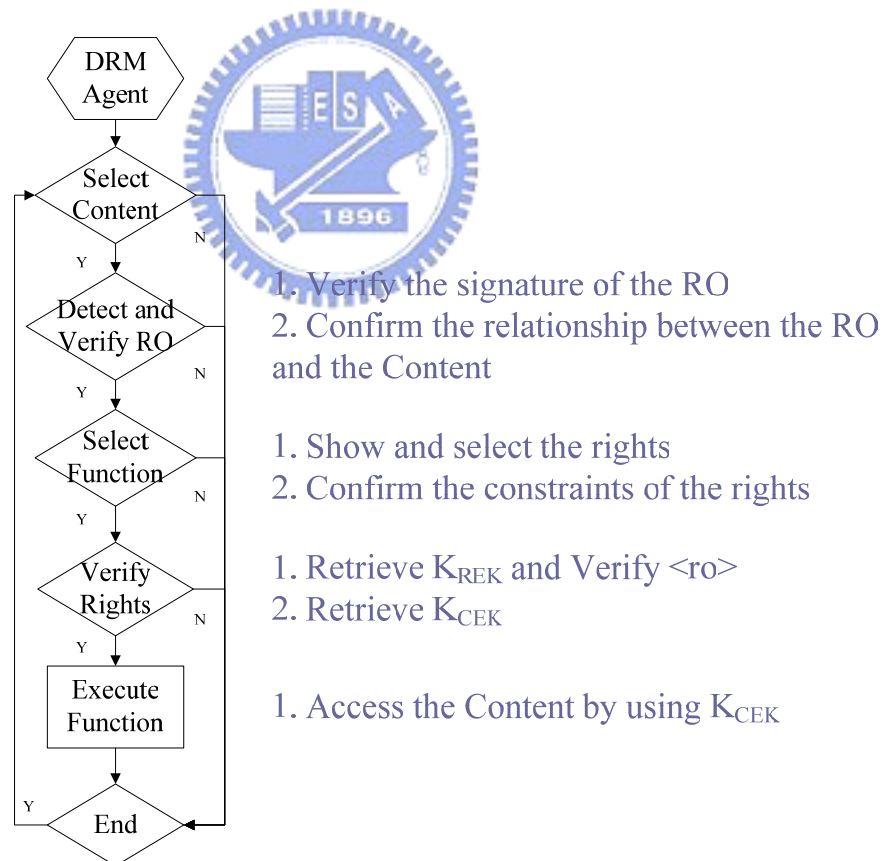 DRM
Agent
E S A
1896
Select
Content
N
Y
Detect and
Verify RO
N
Y
1. Verify the signature of the RO
2. Confirm the relationship between the RO
and the Content
Select
Function
N
Y
1. Show and select the rights
2. Confirm the constraints of the rights
Verify
Rights
N
Y
1. Retrieve K_REK and Verify <ro>
2. Retrieve K_CEK
Execute
Function
1. Access the Content by using K_CEK
Y
End